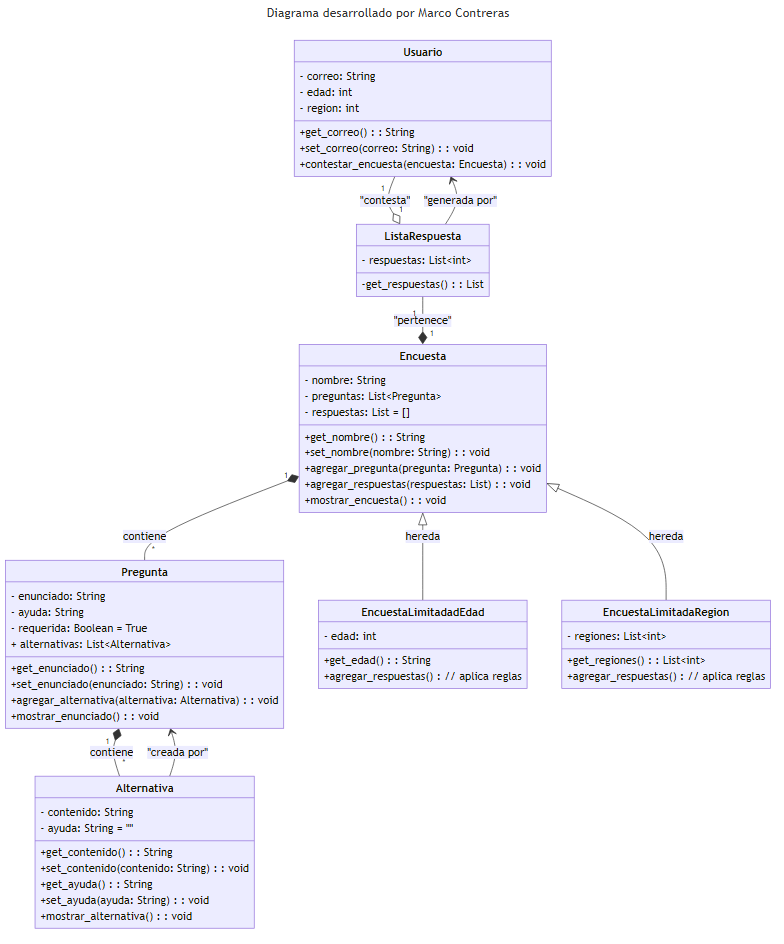 Diagrama desarrollado por Marco Contreras
Usuario
- correo: String
- edad: int
- region: int
+get_correo() : : String
+set_correo(correo: String) : : void
+contestar_encuesta(encuesta: Encuesta) : : void
1
"contesta"
1
"generada por"
ListaRespuesta
- respuestas: List<int>
-get_respuestas() : : List
1
"pertenece"
1
Encuesta
- nombre: String
- preguntas: List<Pregunta>
- respuestas: List = []
+get_nombre() : : String
+set_nombre(nombre: String) : : void
+agregar_pregunta(pregunta: Pregunta) : : void
+agregar_respuestas(respuestas: List) : : void
+mostrar_encuesta() : : void
1
contiene
*
hereda
hereda
Pregunta
- enunciado: String
- ayuda: String
- requerida: Boolean = True
+ alternativas: List<Alternativa>
+get_enunciado() : : String
+set_enunciado(enunciado: String) : : void
+agregar_alternativa(alternativa: Alternativa) : : void
+mostrar_enunciado() : : void
EncuestaLimitadadEdad
- edad: int
+get_edad() : : String
+agregar_respuestas() : // aplica reglas
EncuestaLimitadaRegion
- regiones: List<int>
+get_regiones() : : List<int>
+agregar_respuestas() : // aplica reglas
1
contiene
*
"creada por"
Alternativa
- contenido: String
- ayuda: String = ""
+get_contenido() : : String
+set_contenido(contenido: String) : : void
+get_ayuda() : : String
+set_ayuda(ayuda: String) : : void
+mostrar_alternativa() : : void